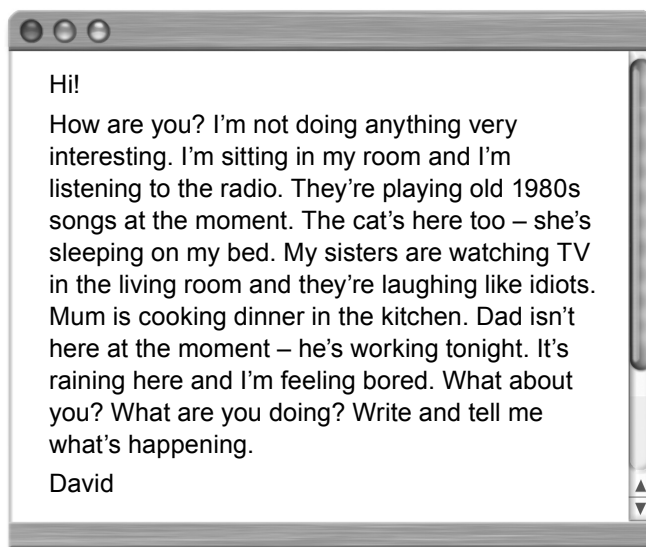 Hi!
How are you? I'm not doing anything very
interesting. I'm sitting in my room and I'm
listening to the radio. They're playing old 1980s
songs at the moment. The cat's here too – she's
sleeping on my bed. My sisters are watching TV
in the living room and they're laughing like idiots.
Mum is cooking dinner in the kitchen. Dad isn't
here at the moment – he's working tonight. It's
raining here and I'm feeling bored. What about
you? What are you doing? Write and tell me
what's happening.
David